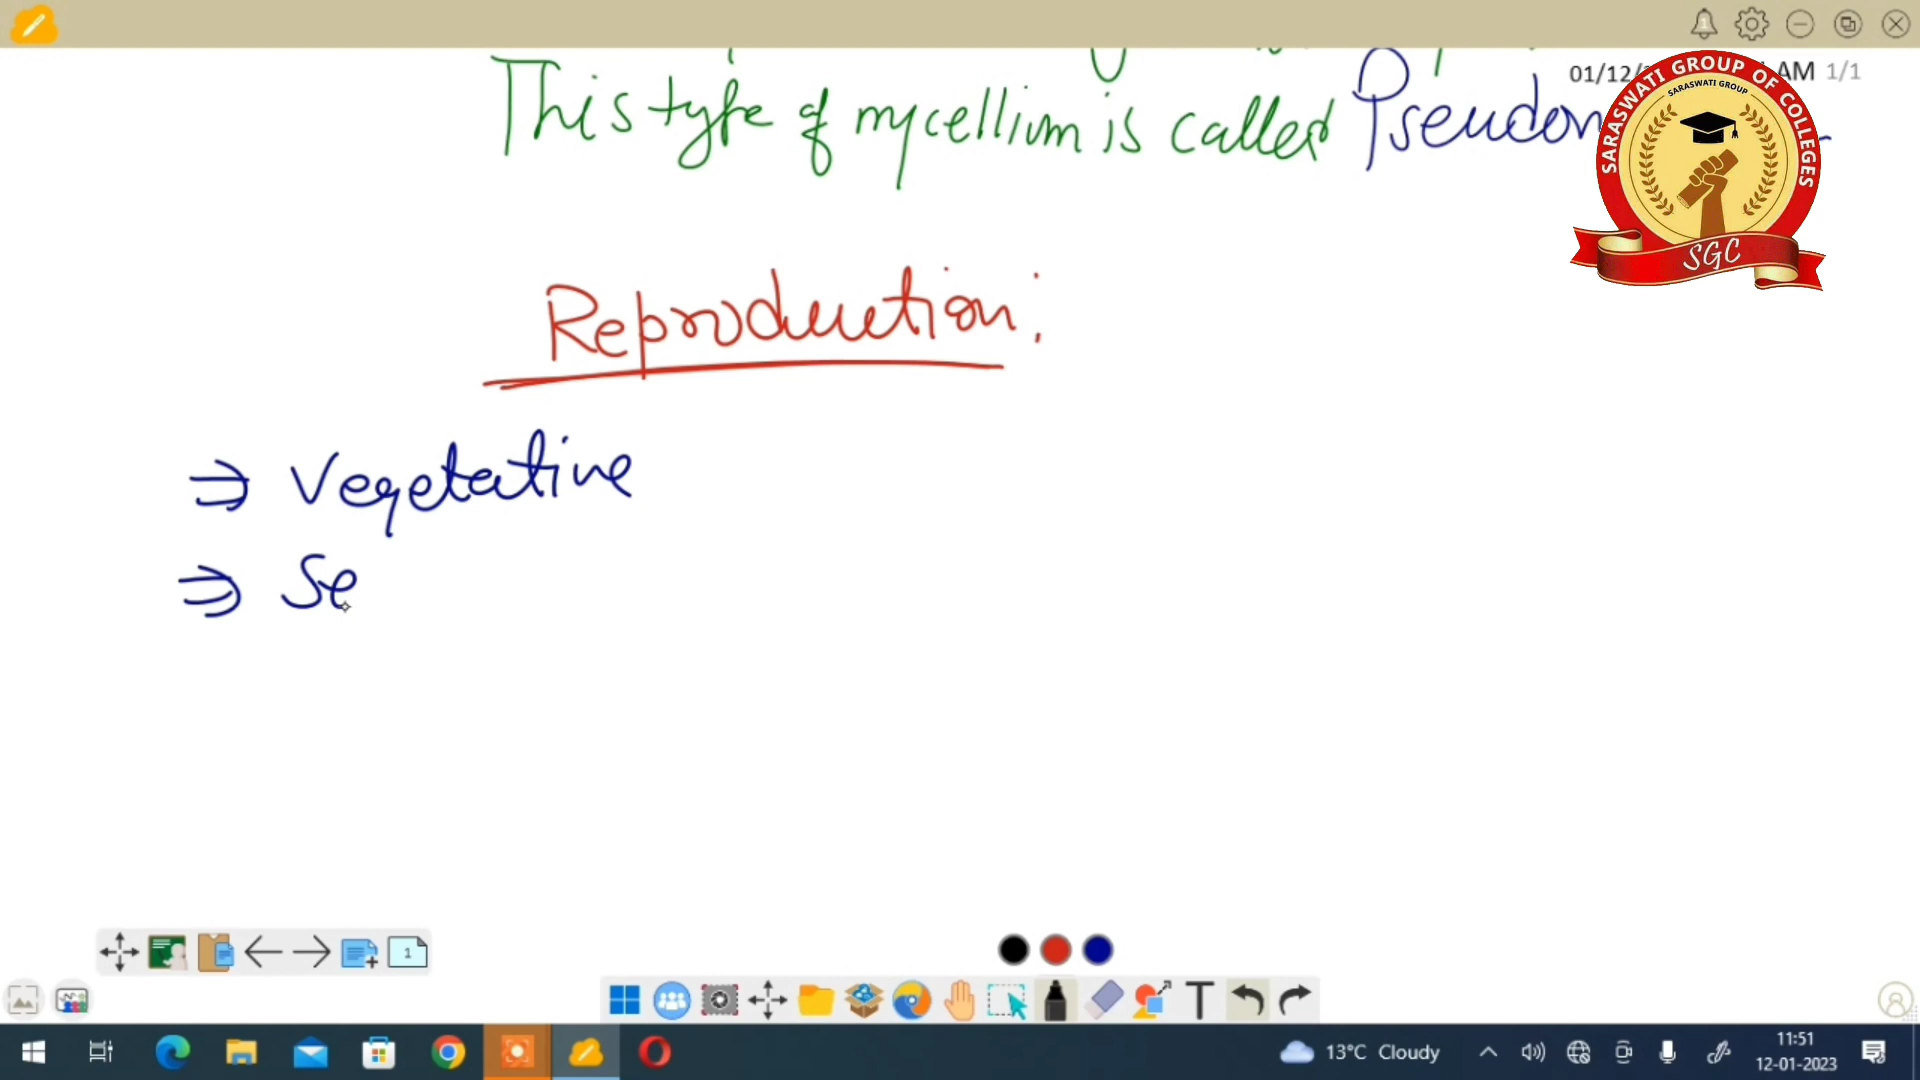 01/12/
AM 1/1
This type of mycellium is called Pseudom
SARASWATI GROUP OF COLLEGES
SARASWATI GROUP
SGC
Reproduction:
⇒ Vegetative
⇒ Se
1
T
13°C Cloudy
11:51
12-01-2023